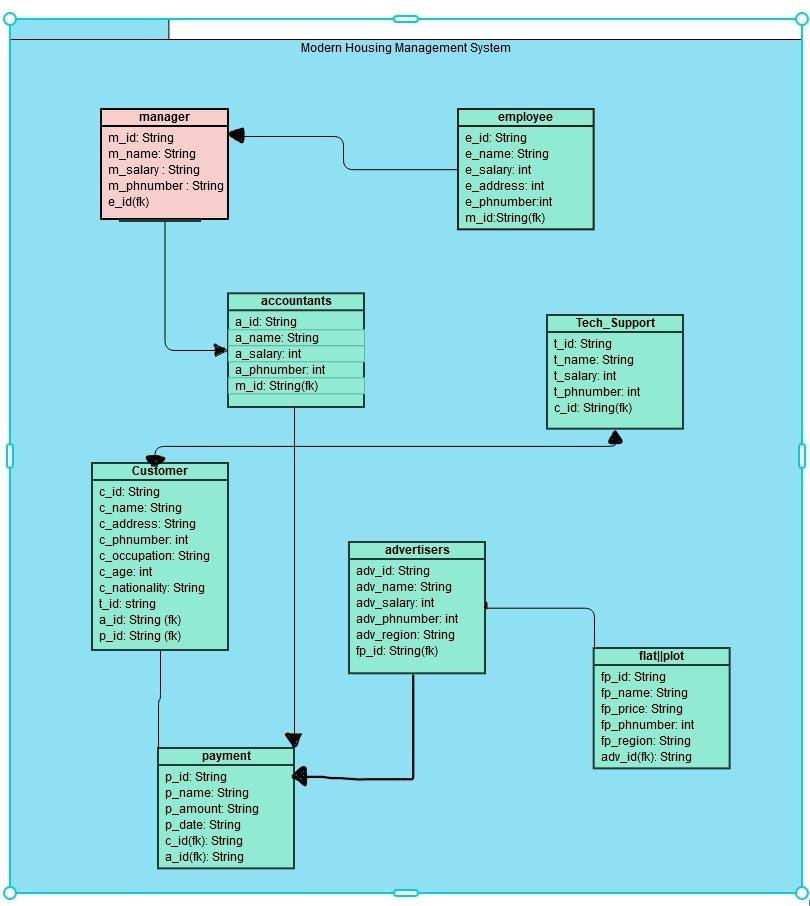 Modern Housing Management System
manager
m_id: String
m_name: String
m_salary : String
m_phnumber : String
e_id(fk)
employee
e_id: String
e_name: String
e_salary: int
e_address: int
e_phnumber:int
m_id:String(fk)
accountants
a_id: String
a_name: String
a_salary: int
a_phnumber: int
m_id: String(fk)
Tech_Support
t_id: String
t_name: String
t_salary: int
t_phnumber: int
c_id: String(fk)
Customer
c_id: String
c_name: String
c_address: String
c_phnumber: int
c_occupation: String
c_age: int
c_nationality: String
t_id: string
a_id: String (fk)
p_id: String (fk)
advertisers
adv_id: String
adv_name: String
adv_salary: int
adv_phnumber: int
adv_region: String
fp_id: String(fk)
flat||plot
fp_id: String
fp_name: String
fp_price: String
fp_phnumber: int
fp_region: String
adv_id(fk): String
payment
p_id: String
p_name: String
p_amount: String
p_date: String
c_id(fk): String
a_id(fk): String